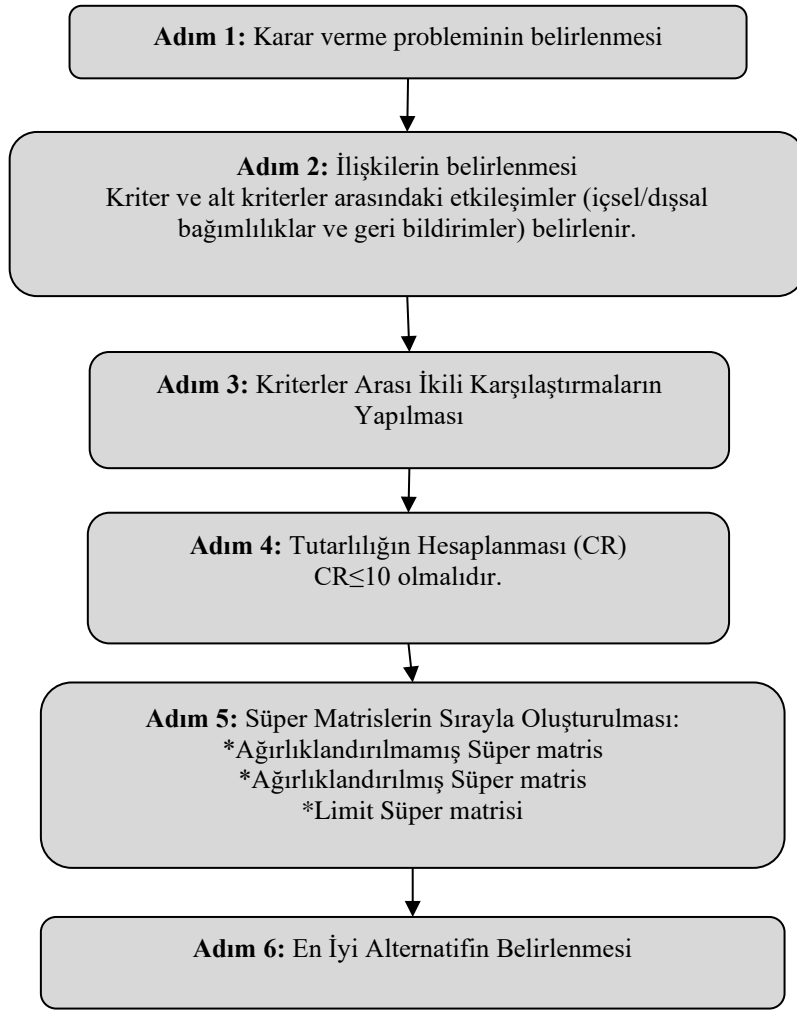 Adım 1: Karar verme probleminin belirlenmesi
Adım 2: İlişkilerin belirlenmesi
Kriter ve alt kriterler arasındaki etkileşimler (içsel/dışsal
bağımlılıklar ve geri bildirimler) belirlenir.
Adım 3: Kriterler Arası İkili Karşılaştırmaların
Yapılması
Adım 4: Tutarlılığın Hesaplanması (CR)
CR≤10 olmalıdır.
Adım 5: Süper Matrislerin Sırayla Oluşturulması:
*Ağırlıklandırılmamış Süper matris
*Ağırlıklandırılmış Süper matris
*Limit Süper matrisi
Adım 6: En İyi Alternatifin Belirlenmesi